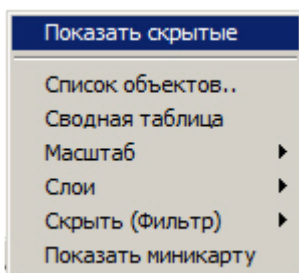 Показать скрытые
Список объектов..
Сводная таблица
Масштаб
Слои
Скрыть (Фильтр)
Показать миникарту